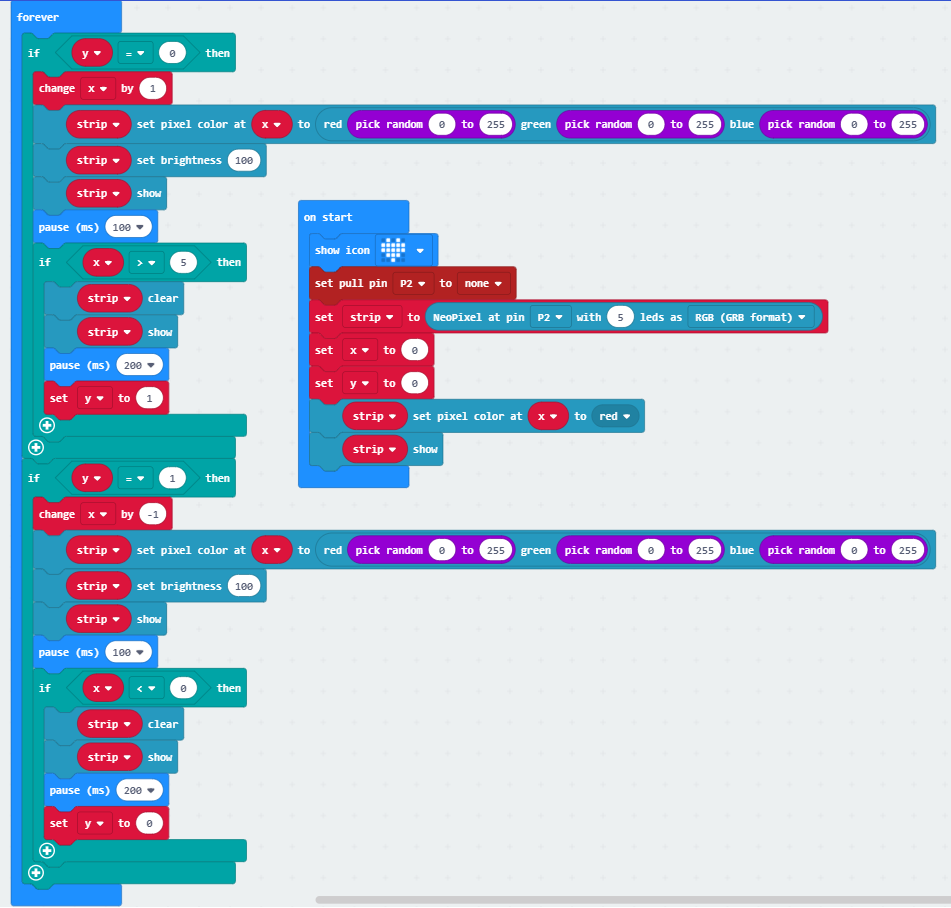 forever
if y = 0 then
change x by 1
strip set pixel color at x to red pick random 0 to 255 green pick random 0 to 255 blue pick random 0 to 255
strip set brightness 100
strip show
pause (ms) 100
if x > 5 then
strip clear
strip show
pause (ms) 200
set y to 1
if y = 1 then
change x by -1
strip set pixel color at x to red pick random 0 to 255 green pick random 0 to 255 blue pick random 0 to 255
strip set brightness 100
strip show
pause (ms) 100
if x < 0 then
strip clear
strip show
pause (ms) 200
set y to 0
on start
show icon
set pull pin P2 to none
set strip to NeoPixel at pin P2 with 5 leds as RGB (GRB format)
set x to 0
set y to 0
strip set pixel color at x to red
strip show